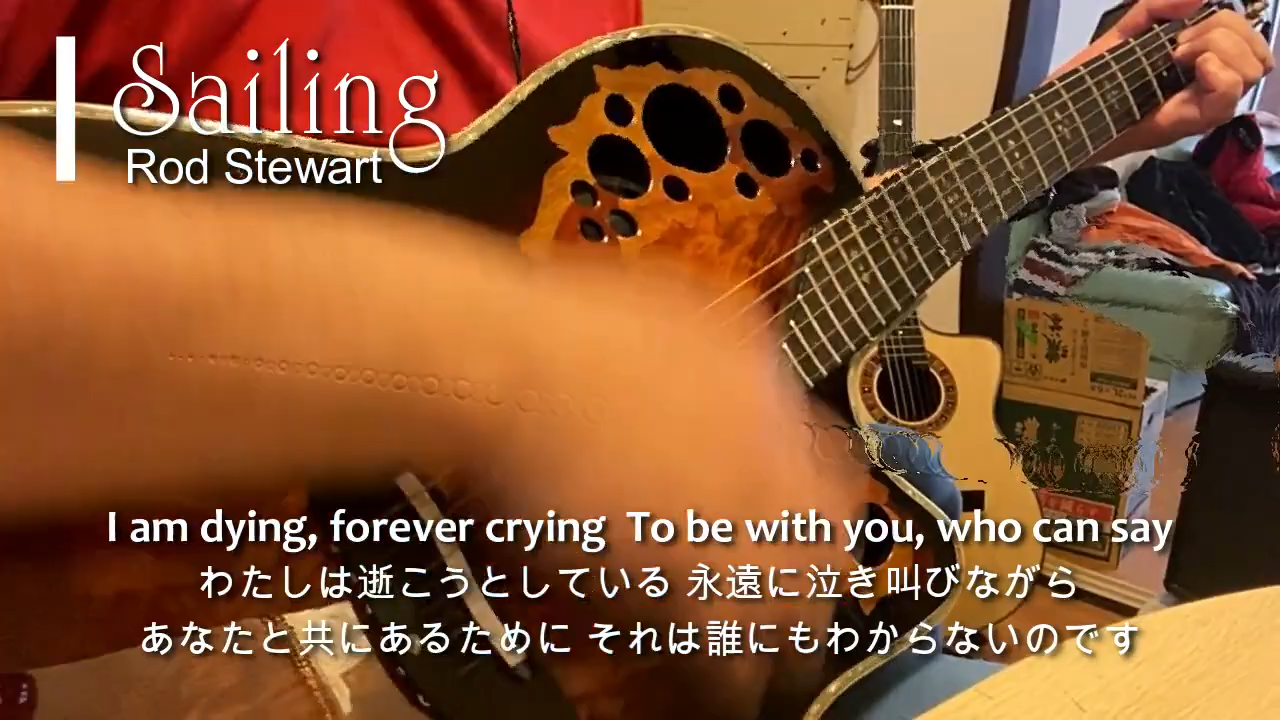 Sailing
Rod Stewart
I am dying, forever crying To be with you, who can say
わたしは逝こうとしている 永遠に泣き叫びながら
あなたと共にあるために それは誰にもわからないのです